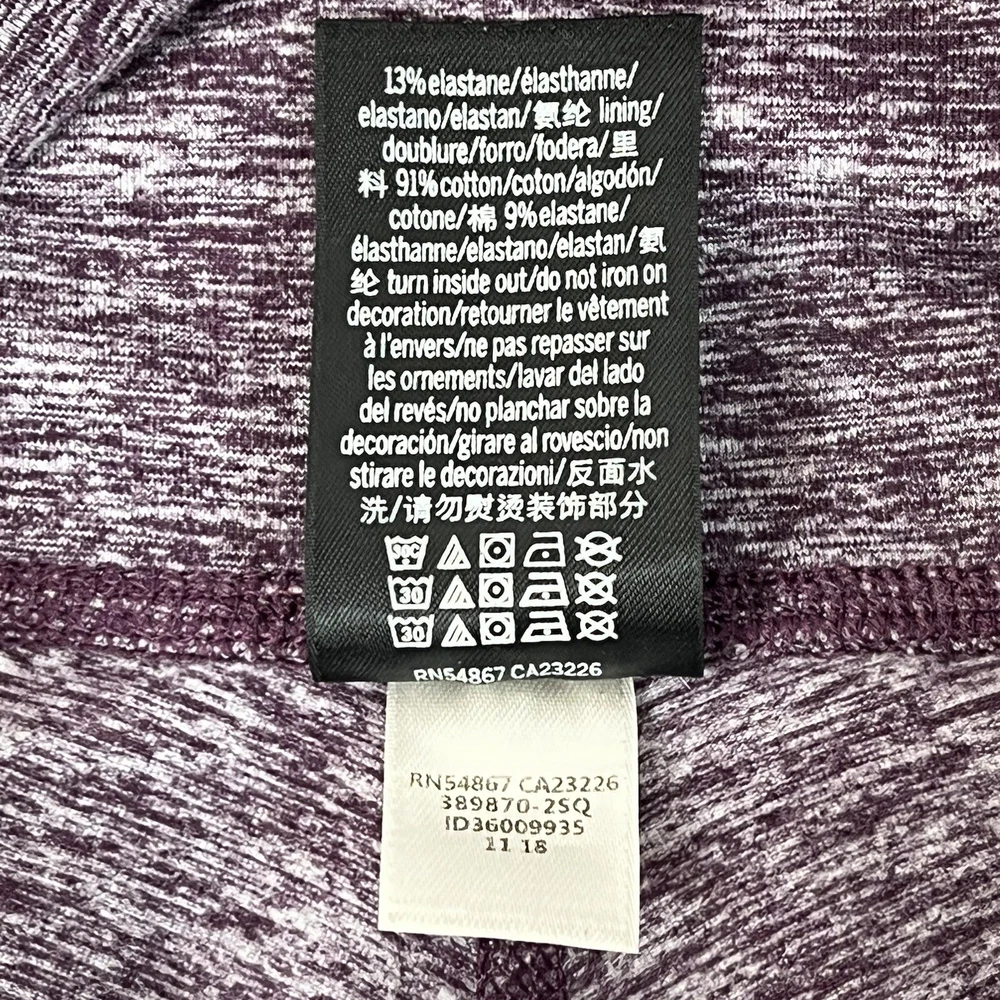 13% elastane/élasthanne/
elastano/elastan/氨纶 lining/
doublure/forro/fodera/里
料 91% cotton/coton/algodón/
cotone/棉 9% elastane/
élasthanne/elastano/elastan/氨
纶 turn inside out/do not iron on
decoration/retourner le vêtement
à l'envers/ne pas repasser sur
les ornements/lavar del lado
del revés/no planchar sobre la
decoración/girare al rovescio/non
stirare le decorazioni/反面水
洗/请勿熨烫装饰部分
30C
30
30
RN54867 CA23226
RN54867 CA23226
389870-2SQ
ID36009935
11 18